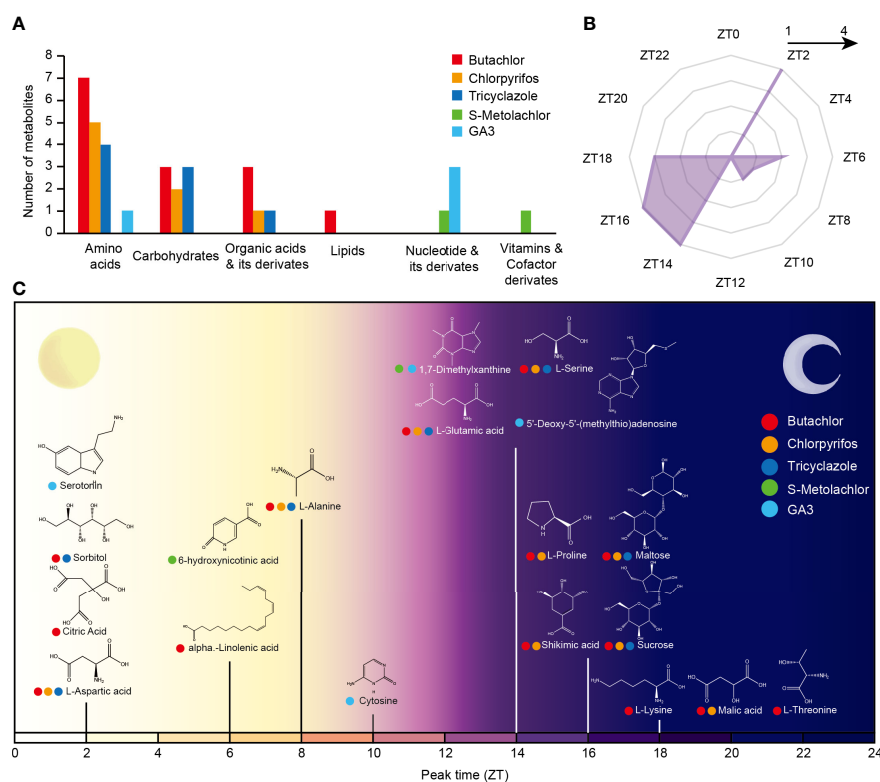 A
B
8
7
6
5
4
3
2
1
0
Number of metabolites
Butachlor
Chlorpyrifos
Tricyclazole
S-Metolachlor
GA3
Amino
acids
Carbohydrates
Organic acids
& its derivates
Lipids
Nucleotide &
its derivates
Vitamins &
Cofactor
derivates
1 4
ZT0
ZT2
ZT4
ZT6
ZT8
ZT10
ZT12
ZT14
ZT16
ZT18
ZT20
ZT22
C
1,7-Dimethylxanthine
L-Serine
L-Glutamic acid
5'-Deoxy-5'-(methylthio)adenosine
Butachlor
Chlorpyrifos
Tricyclazole
S-Metolachlor
GA3
Sorbitol
Citric Acid
L-Aspartic acid
6-hydroxynicotinic acid
alpha.-Linolenic acid
L-Alanine
Cytosine
L-Proline
Maltose
Shikimic acid
Sucrose
L-Lysine
Malic acid
L-Threonine
0 2 4 6 8 10 12 14 16 18 20 22 24
Peak time (ZT)